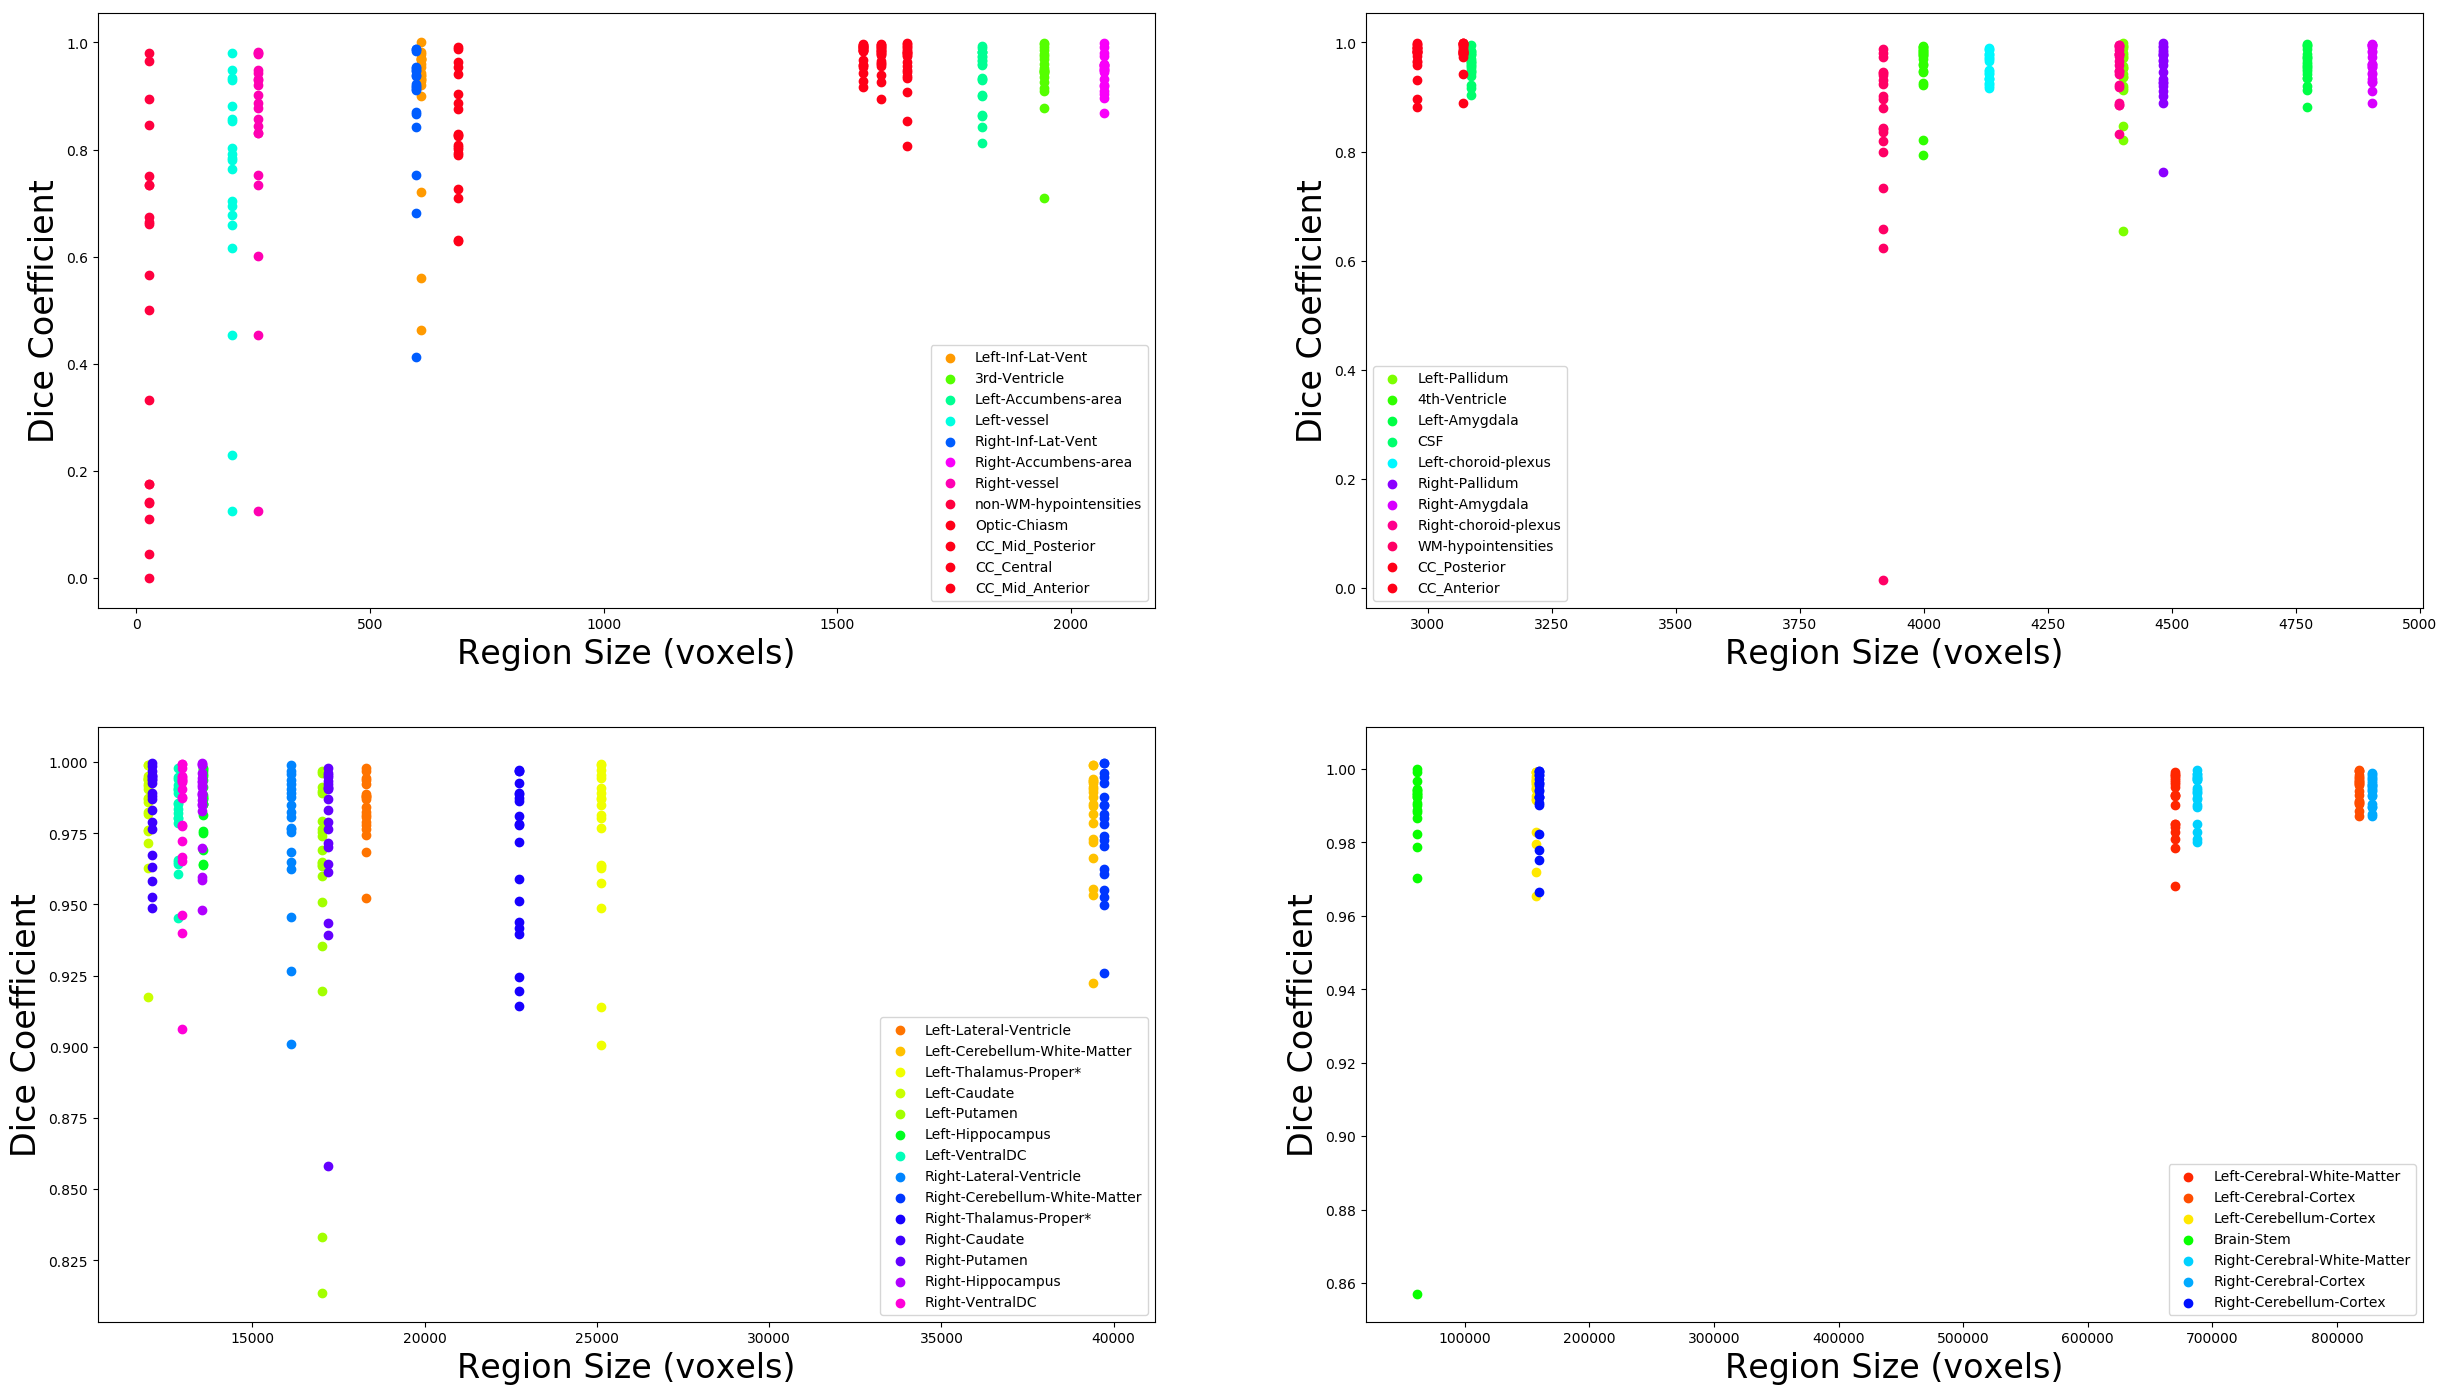 1.0
0.8
0.6
0.4
0.2
0.0
Dice Coefficient
Left-Inf-Lat-Vent
3rd-Ventricle
Left-Accumbens-area
Left-vessel
Right-Inf-Lat-Vent
Right-Accumbens-area
Right-vessel
non-WM-hypointensities
Optic-Chiasm
CC_Mid_Posterior
CC_Central
CC_Mid_Anterior
0 500 1000 1500 2000
Region Size (voxels)
1.0
0.8
0.6
0.4
0.2
0.0
Dice Coefficient
Left-Pallidum
4th-Ventricle
Left-Amygdala
CSF
Left-choroid-plexus
Right-Pallidum
Right-Amygdala
Right-choroid-plexus
WM-hypointensities
CC_Posterior
CC_Anterior
3000 3250 3500 3750 4000 4250 4500 4750 5000
Region Size (voxels)
1.000
0.975
0.950
0.925
0.900
0.875
0.850
0.825
Dice Coefficient
Left-Lateral-Ventricle
Left-Cerebellum-White-Matter
Left-Thalamus-Proper*
Left-Caudate
Left-Putamen
Left-Hippocampus
Left-VentralDC
Right-Lateral-Ventricle
Right-Cerebellum-White-Matter
Right-Thalamus-Proper*
Right-Caudate
Right-Putamen
Right-Hippocampus
Right-VentralDC
15000 20000 25000 30000 35000 40000
Region Size (voxels)
1.00
0.98
0.96
0.94
0.92
0.90
0.88
0.86
Dice Coefficient
Left-Cerebral-White-Matter
Left-Cerebral-Cortex
Left-Cerebellum-Cortex
Brain-Stem
Right-Cerebral-White-Matter
Right-Cerebral-Cortex
Right-Cerebellum-Cortex
100000 200000 300000 400000 500000 600000 700000 800000
Region Size (voxels)